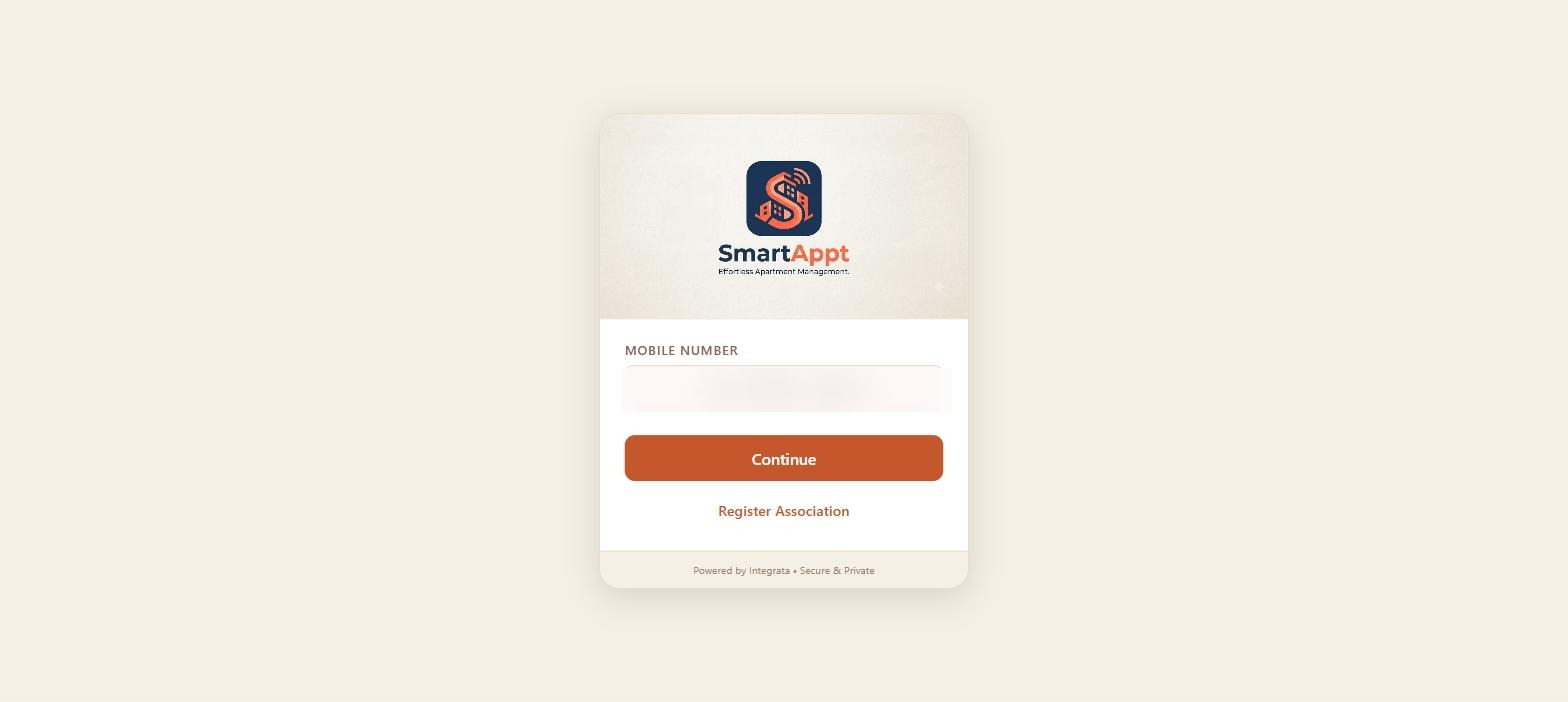 SmartAppt
Effortless Apartment Management.
MOBILE NUMBER
Continue
Register Association
Powered by Integrata • Secure & Private